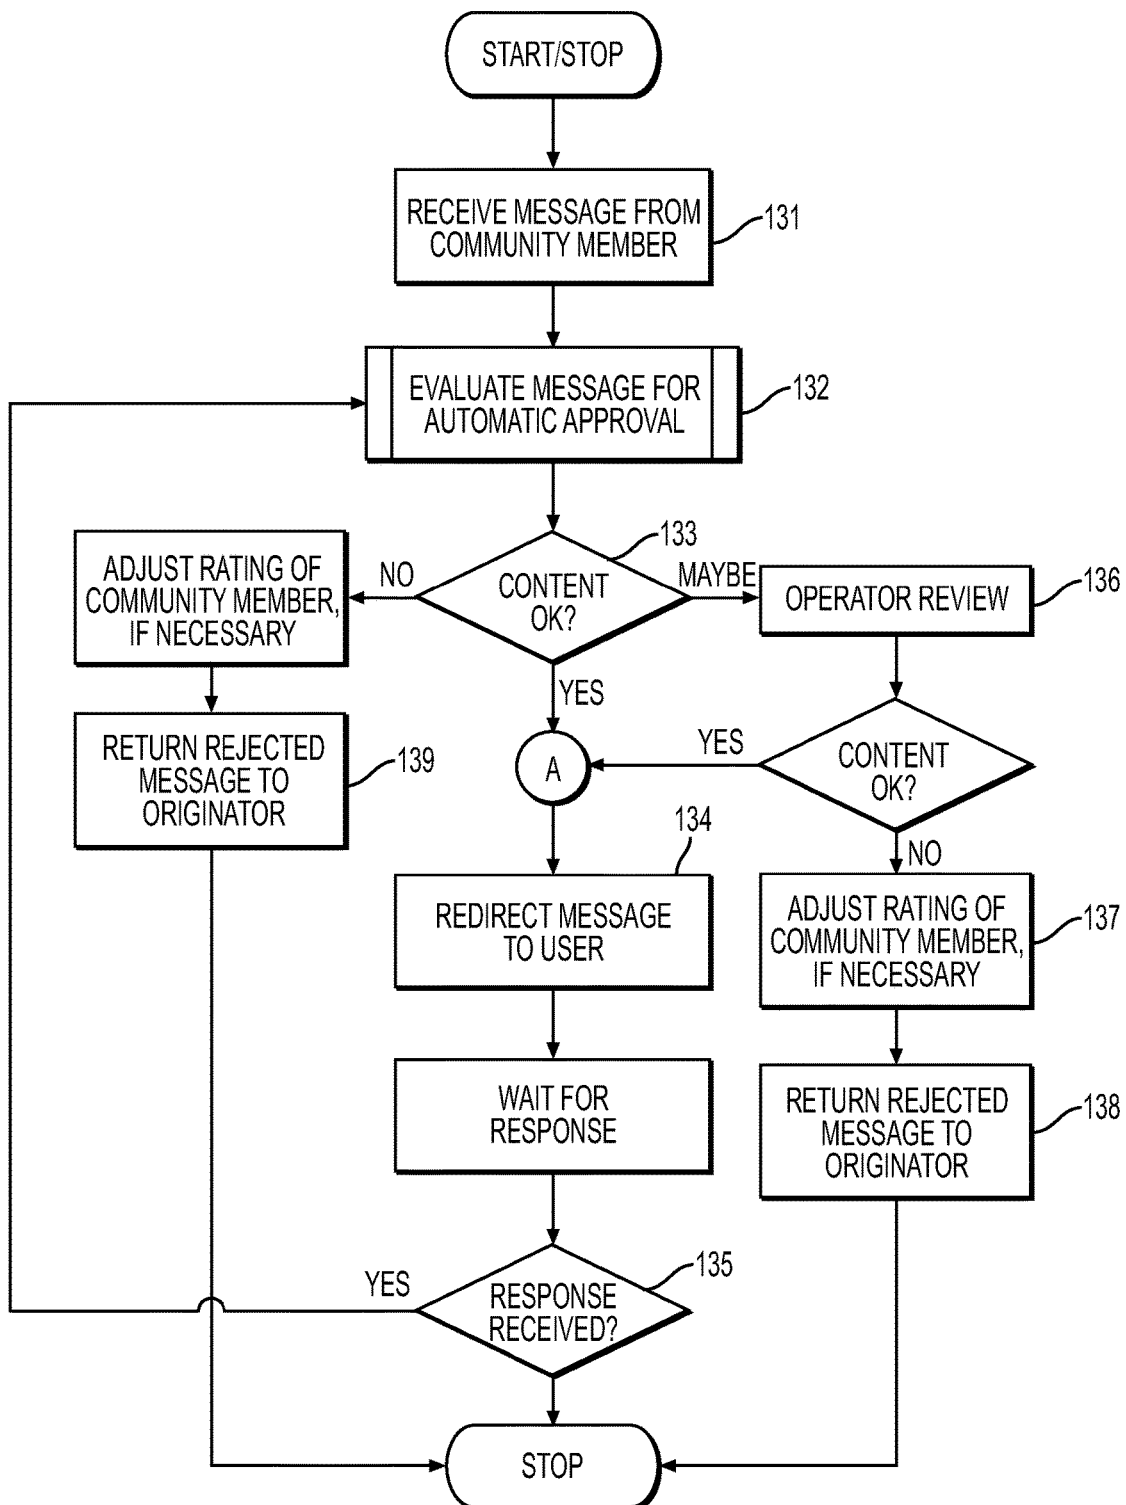 START/STOP
RECEIVE MESSAGE FROM
COMMUNITY MEMBER
131
EVALUATE MESSAGE FOR
AUTOMATIC APPROVAL
132
133
CONTENT
OK?
NO
MAYBE
YES
ADJUST RATING OF
COMMUNITY MEMBER,
IF NECESSARY
OPERATOR REVIEW
136
RETURN REJECTED
MESSAGE TO
ORIGINATOR
139
A
YES
CONTENT
OK?
NO
134
REDIRECT MESSAGE
TO USER
ADJUST RATING OF
COMMUNITY MEMBER,
IF NECESSARY
137
WAIT FOR
RESPONSE
RETURN REJECTED
MESSAGE TO
ORIGINATOR
138
YES
RESPONSE
RECEIVED?
135
STOP